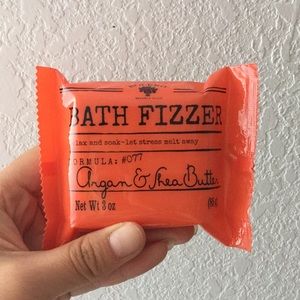 BATH FIZZER
relax and soak-let stress melt away
FORMULA: #077
Argan & Shea Butter
Net Wt 3 oz